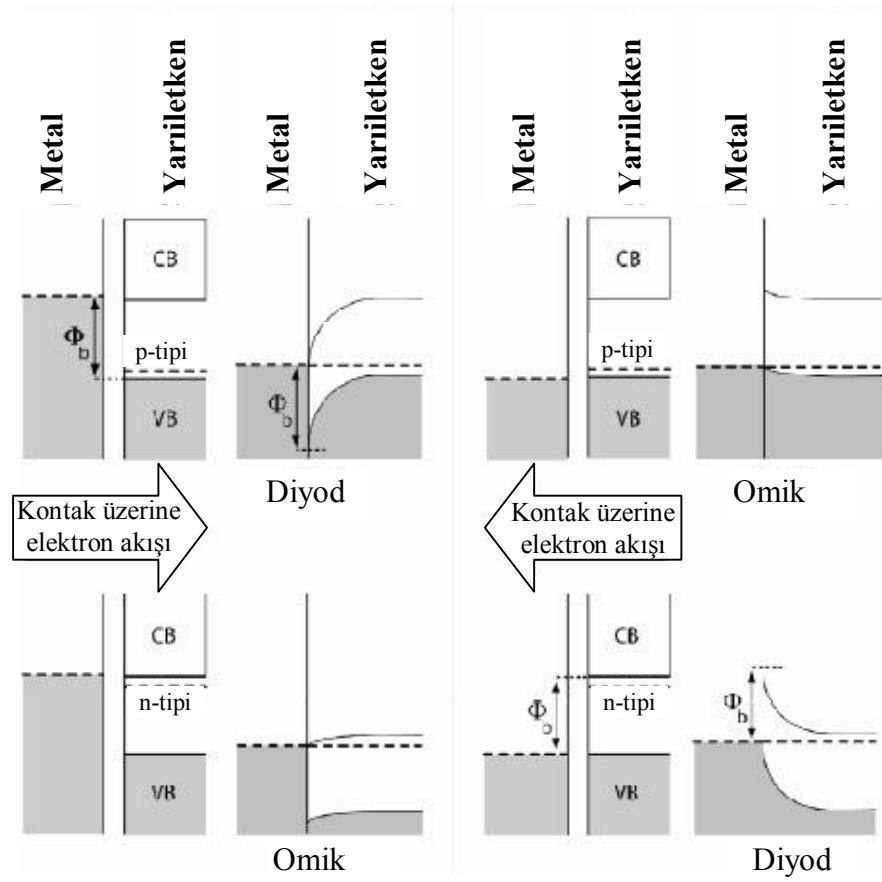 Metal
Yarıiletken
Metal
Yarıiletken
Metal
Yarıiletken
Metal
Yarıiletken
CB
Φb
p-tipi
VB
Φb
Diyod
CB
p-tipi
VB
Omik
Kontak üzerine
elektron akışı
Kontak üzerine
elektron akışı
CB
n-tipi
VB
Omik
CB
Φb
n-tipi
VB
Φb
Diyod